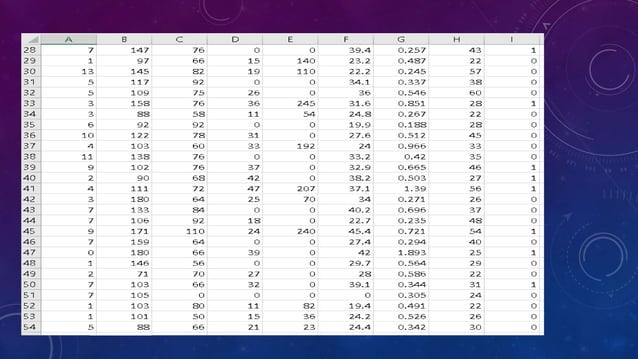 A B C D E F G H I
28 7 147 76 0 0 39.4 0.257 43 1
29 1 97 66 15 140 23.2 0.487 22 0
30 13 145 82 19 110 22.2 0.245 57 0
31 5 117 92 0 0 34.1 0.337 38 0
32 5 109 75 26 0 36 0.546 60 0
33 3 158 76 36 245 31.6 0.851 28 1
34 3 88 58 11 54 24.8 0.267 22 0
35 6 92 92 0 0 19.9 0.188 28 0
36 10 122 78 31 0 27.6 0.512 45 0
37 4 103 60 33 192 24 0.966 33 0
38 11 138 76 0 0 33.2 0.42 35 0
39 9 102 76 37 0 32.9 0.665 46 1
40 2 90 68 42 0 38.2 0.503 27 1
41 4 111 72 47 207 37.1 1.39 56 1
42 3 180 64 25 70 34 0.271 26 0
43 7 133 84 0 0 40.2 0.696 37 0
44 7 106 92 18 0 22.7 0.235 48 0
45 9 171 110 24 240 45.4 0.721 54 1
46 7 159 64 0 0 27.4 0.294 40 0
47 0 180 66 39 0 42 1.893 25 1
48 1 146 56 0 0 29.7 0.564 29 0
49 2 71 70 27 0 28 0.586 22 0
50 7 103 66 32 0 39.1 0.344 31 1
51 7 105 0 0 0 0 0.305 24 0
52 1 103 80 11 82 19.4 0.491 22 0
53 1 101 50 15 36 24.2 0.526 26 0
54 5 88 66 21 23 24.4 0.342 30 0